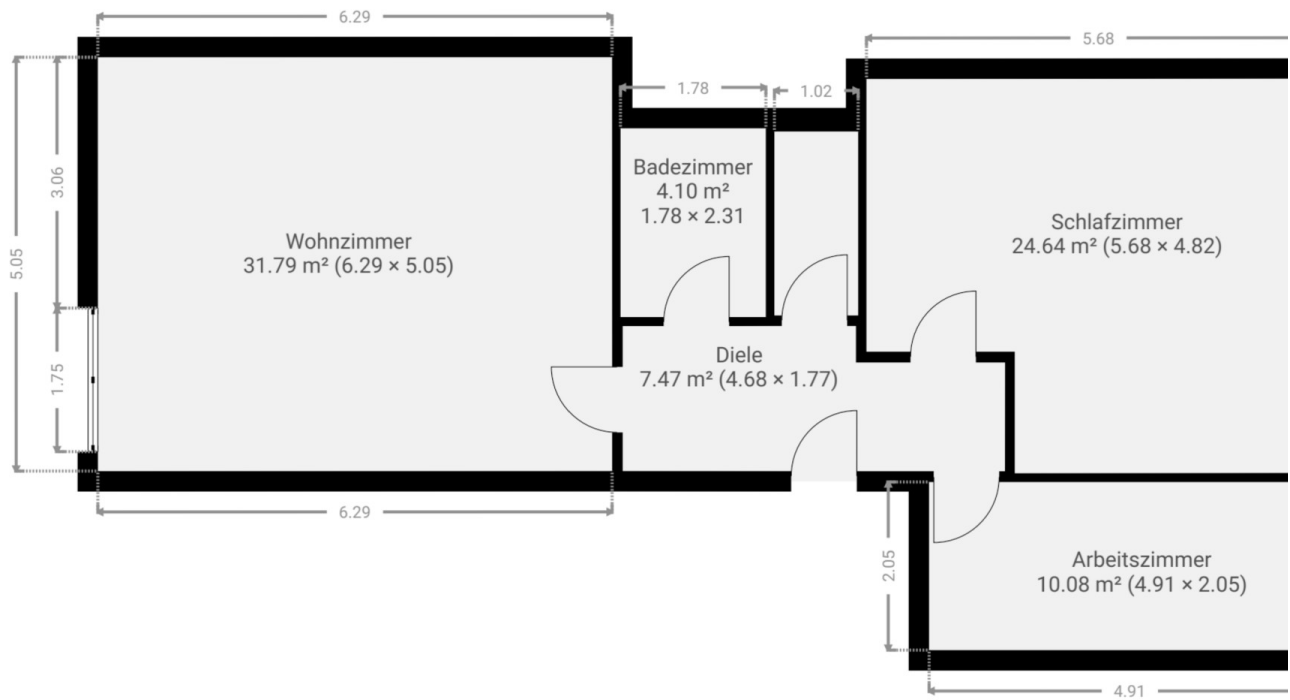 6.29
5.68
1.78
1.02
3.06
5.05
1.75
Badezimmer
4.10 m²
1.78 × 2.31
Wohnzimmer
31.79 m² (6.29 × 5.05)
Schlafzimmer
24.64 m² (5.68 × 4.82)
Diele
7.47 m² (4.68 × 1.77)
6.29
2.05
Arbeitszimmer
10.08 m² (4.91 × 2.05)
4.91